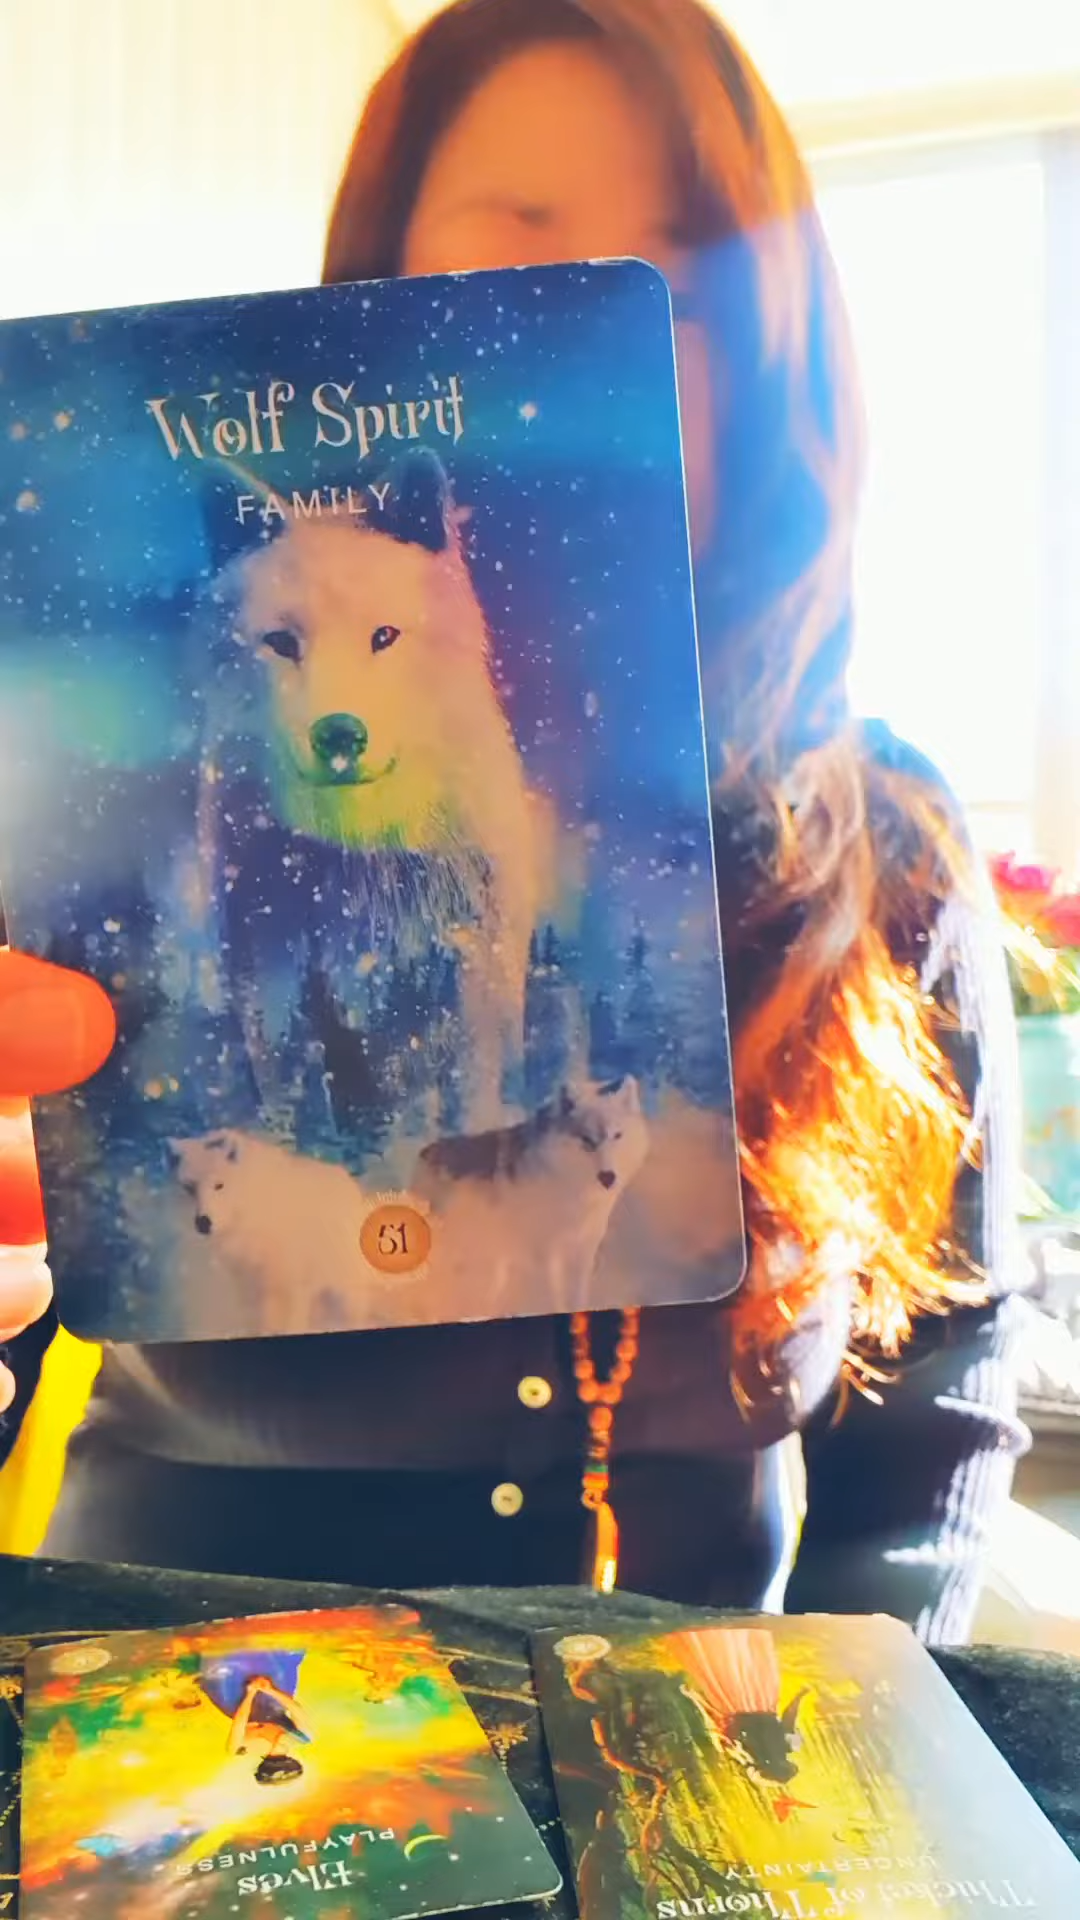 Wolf Spirit
FAMILY
51
Elves
PLAYFULNESS
Thicket of Thorns
UNCERTAINTY